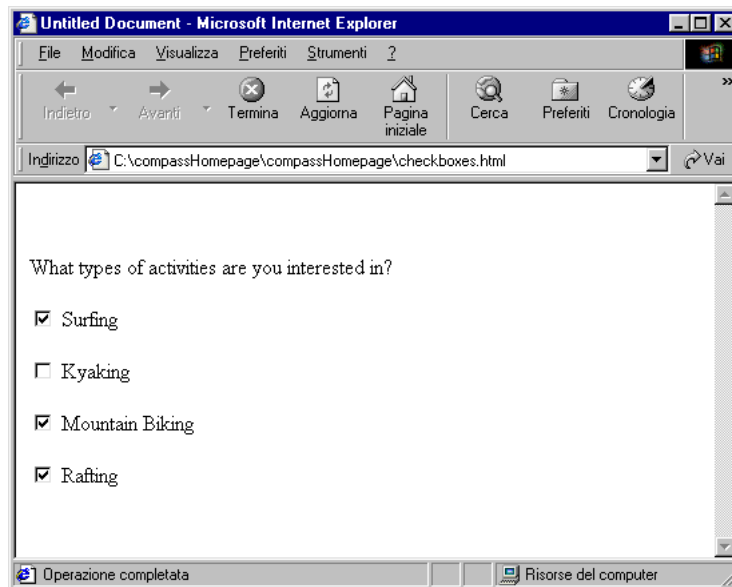 Untitled Document - Microsoft Internet Explorer
File Modifica Visualizza Preferiti Strumenti ?
Indietro Avanti Termina Aggiorna Pagina iniziale Cerca Preferiti Cronologia »
Indirizzo C:\compassHomepage\compassHomepage\checkboxes.html Vai
What types of activities are you interested in?
Surfing
Kyaking
Mountain Biking
Rafting
Operazione completata Risorse del computer